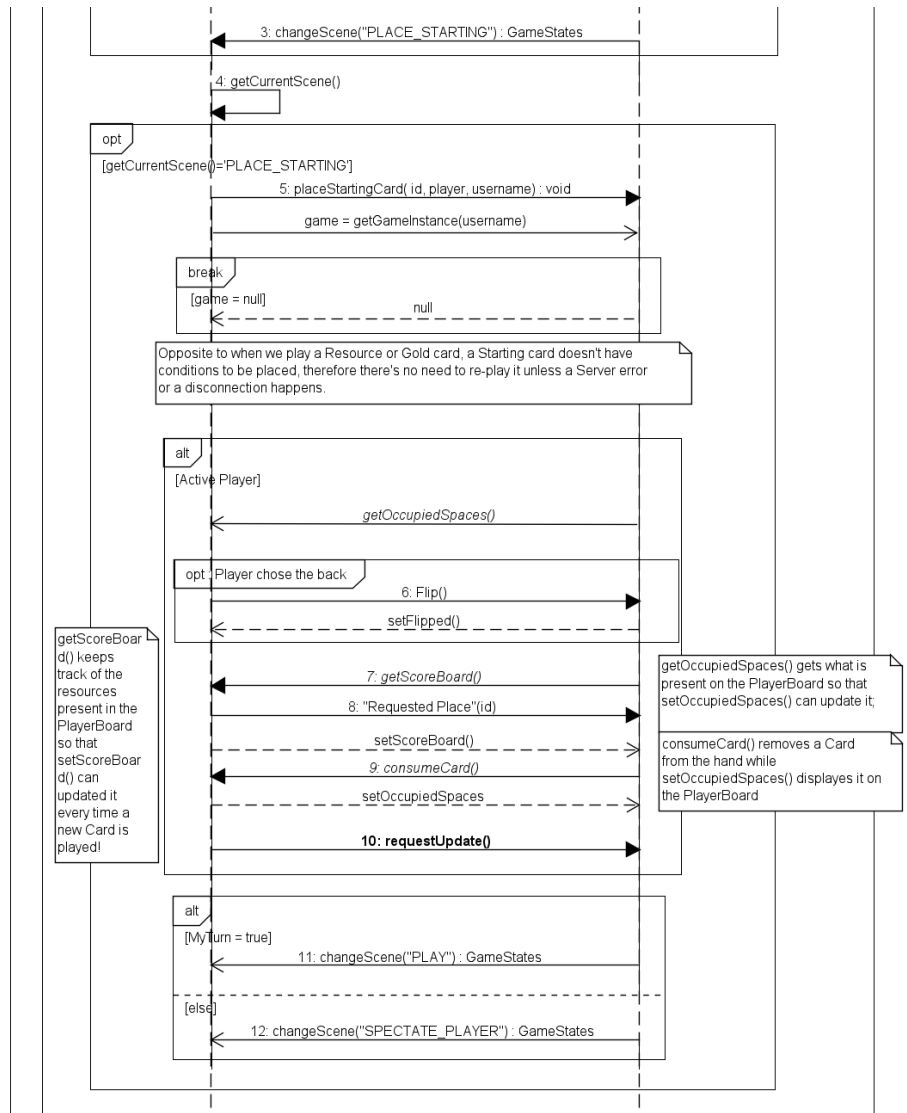 3: changeScene("PLACE_STARTING") : GameStates
4: getCurrentScene()
opt
[getCurrentScene()='PLACE_STARTING']
5: placeStartingCard( id, player, username) : void
game = getGameInstance(username)
break
[game = null]
null
Opposite to when we play a Resource or Gold card, a Starting card doesn't have
conditions to be placed, therefore there's no need to re-play it unless a Server error
or a disconnection happens.
alt
[Active Player]
getOccupiedSpaces()
opt : Player chose the back
6: Flip()
setFlipped()
getScoreBoar
d() keeps
track of the
resources
present in the
PlayerBoard
so that
setScoreBoar
d() can
updated it
every time a
new Card is
played!
7: getScoreBoard()
getOccupiedSpaces() gets what is
present on the PlayerBoard so that
setOccupiedSpaces() can update it;
8: "Requested Place"(id)
setScoreBoard()
consumeCard() removes a Card
from the hand while
setOccupiedSpaces() displayes it on
the PlayerBoard
9: consumeCard()
setOccupiedSpaces
10: requestUpdate()
alt
[MyTurn = true]
11: changeScene("PLAY") : GameStates
[else]
12: changeScene("SPECTATE_PLAYER") : GameStates